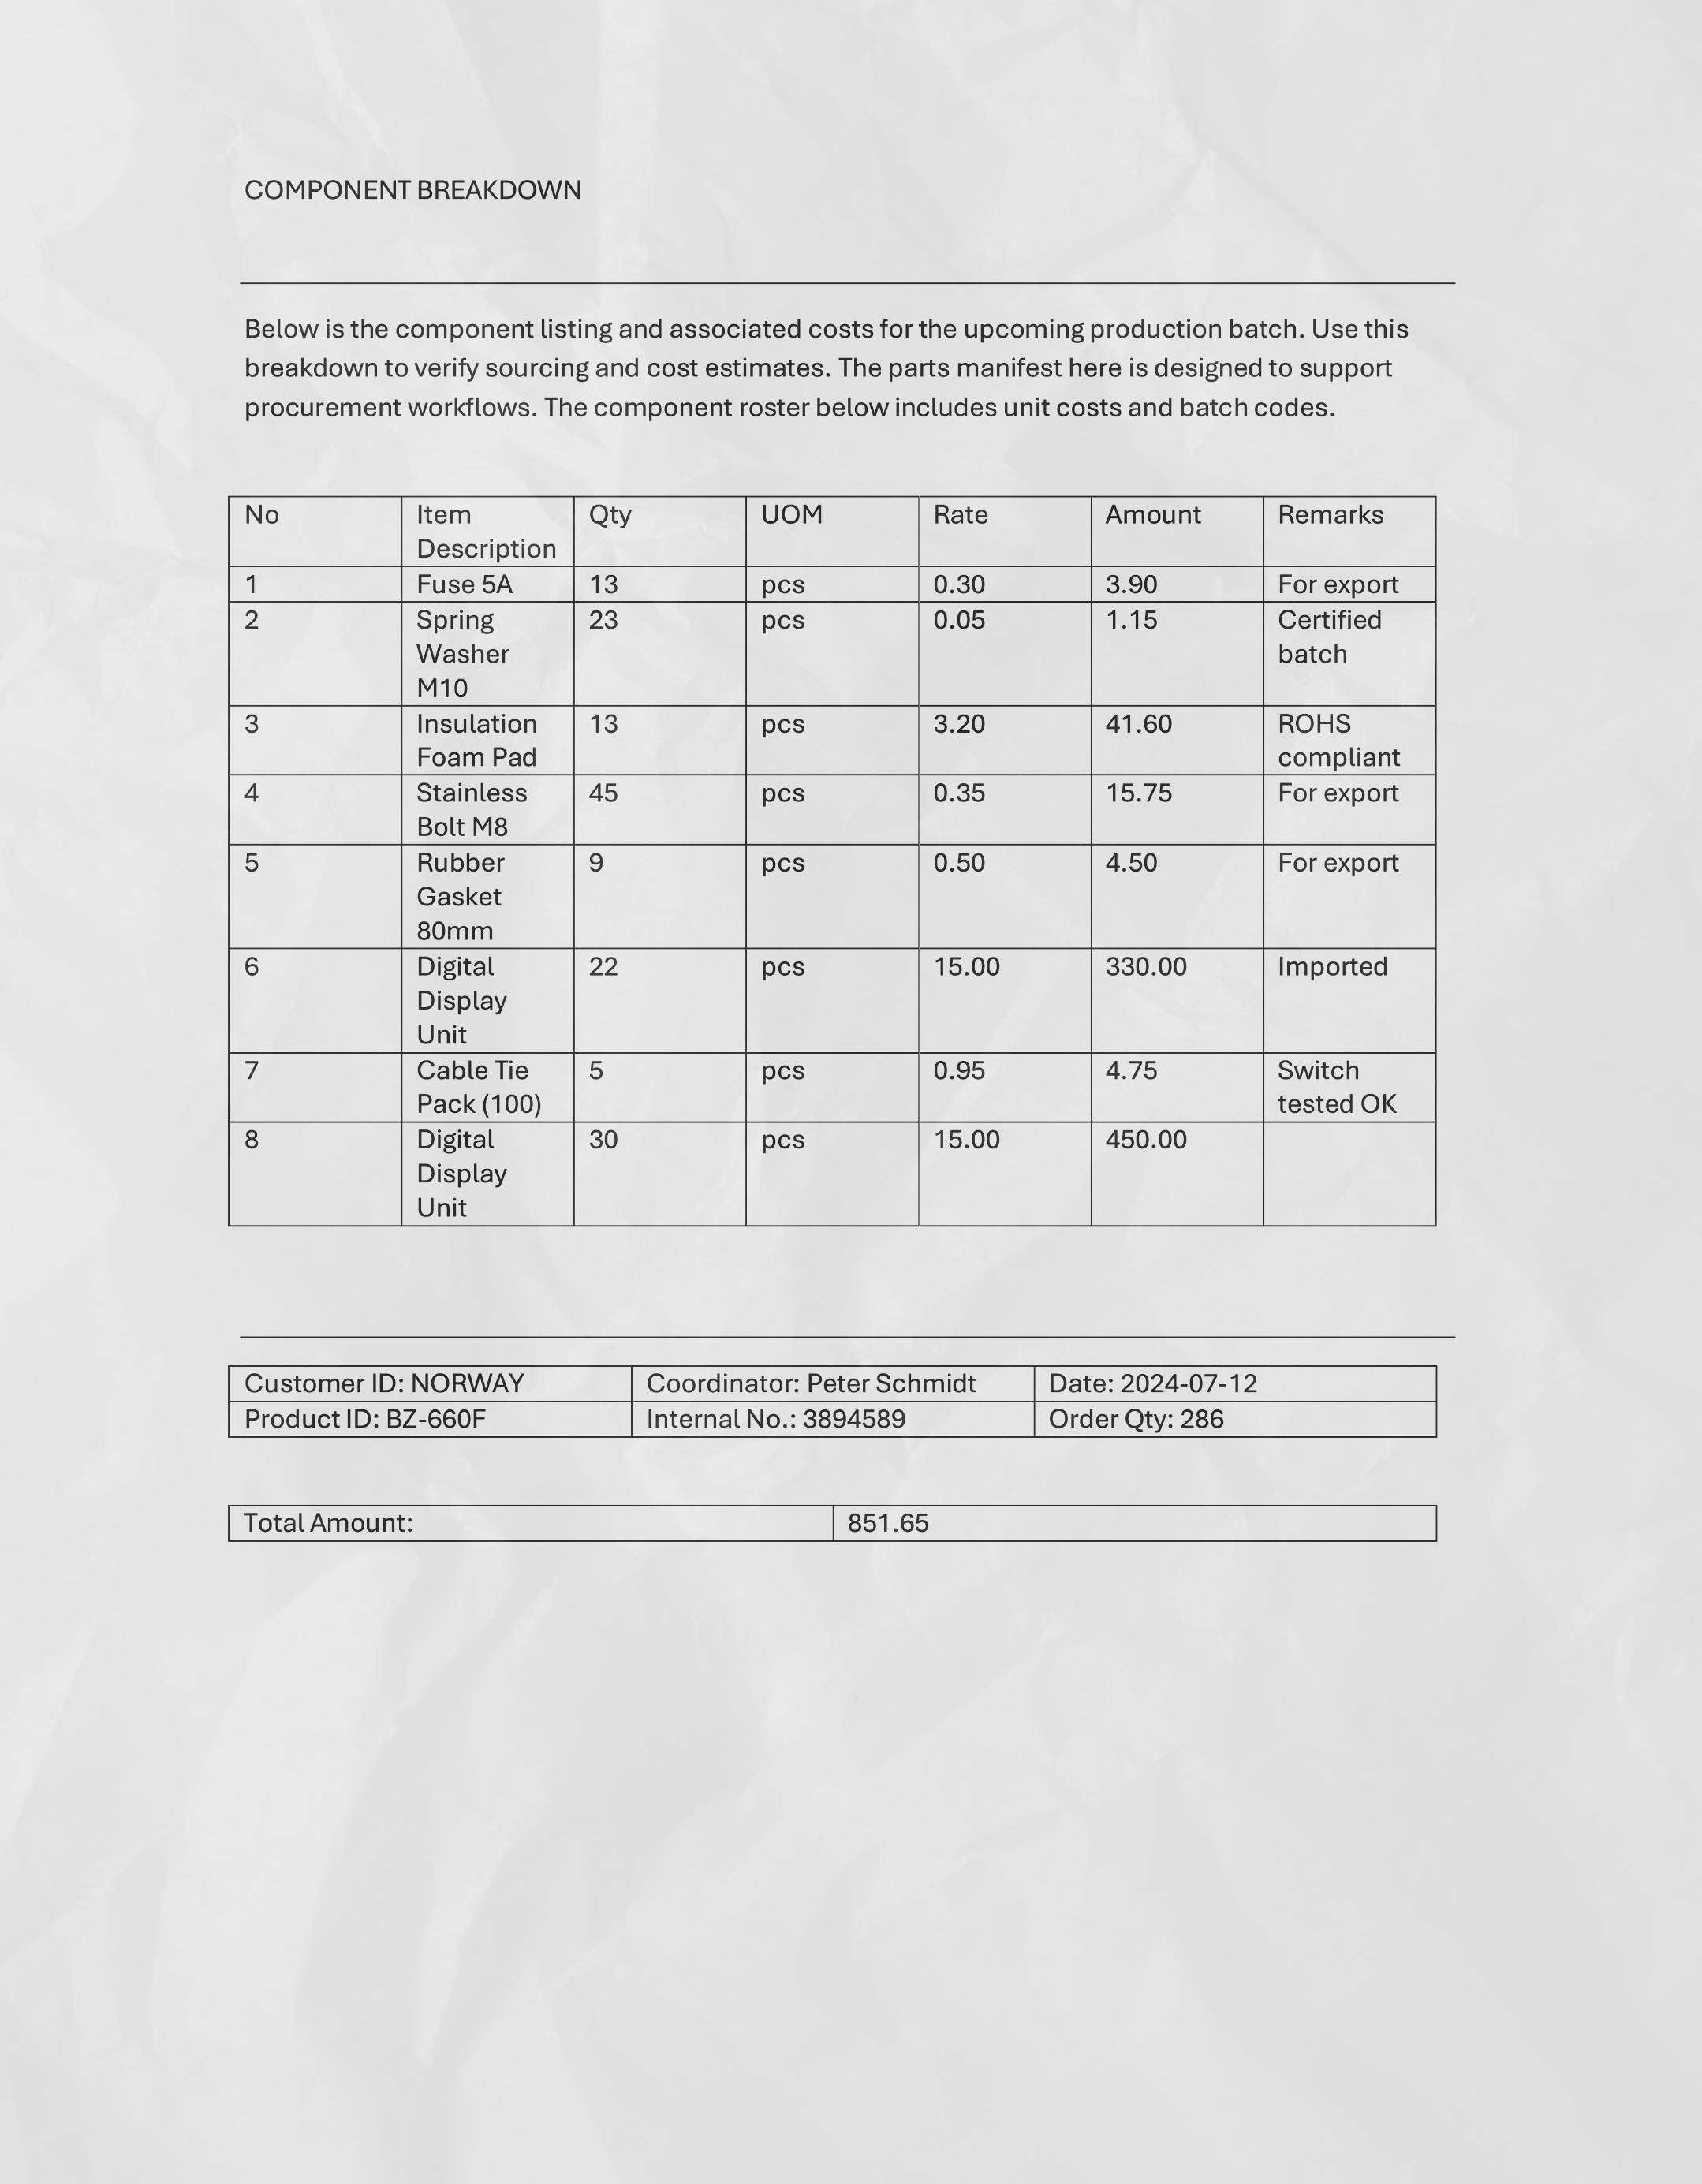 COMPONENT BREAKDOWN
Below is the component listing and associated costs for the upcoming production batch. Use this
breakdown to verify sourcing and cost estimates. The parts manifest here is designed to support
procurement workflows. The component roster below includes unit costs and batch codes.
No Item Description Qty UOM Rate Amount Remarks
1 Fuse 5A 13 pcs 0.30 3.90 For export
2 Spring Washer M10 23 pcs 0.05 1.15 Certified batch
3 Insulation Foam Pad 13 pcs 3.20 41.60 ROHS compliant
4 Stainless Bolt M8 45 pcs 0.35 15.75 For export
5 Rubber Gasket 80mm 9 pcs 0.50 4.50 For export
6 Digital Display Unit 22 pcs 15.00 330.00 Imported
7 Cable Tie Pack (100) 5 pcs 0.95 4.75 Switch tested OK
8 Digital Display Unit 30 pcs 15.00 450.00
Customer ID: NORWAY Coordinator: Peter Schmidt Date: 2024-07-12
Product ID: BZ-660F Internal No.: 3894589 Order Qty: 286
Total Amount: 851.65